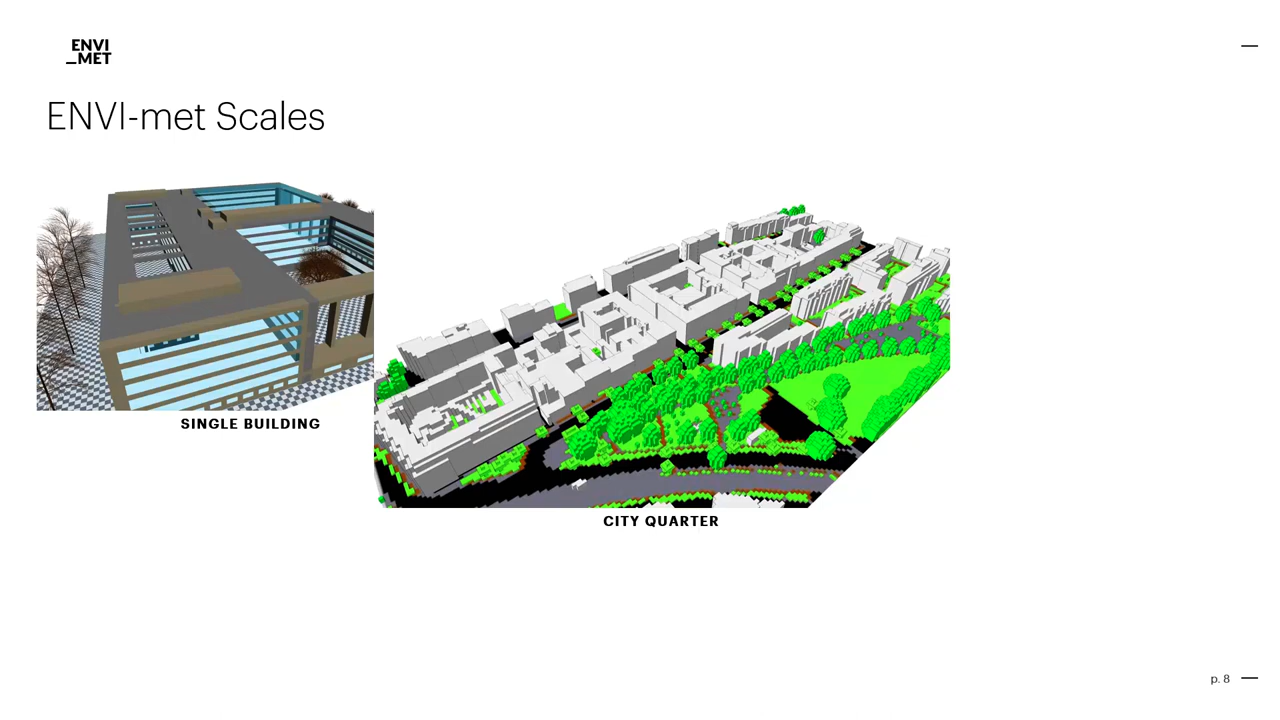 ENVI
_MET
ENVI-met Scales
SINGLE BUILDING
CITY QUARTER
p. 8